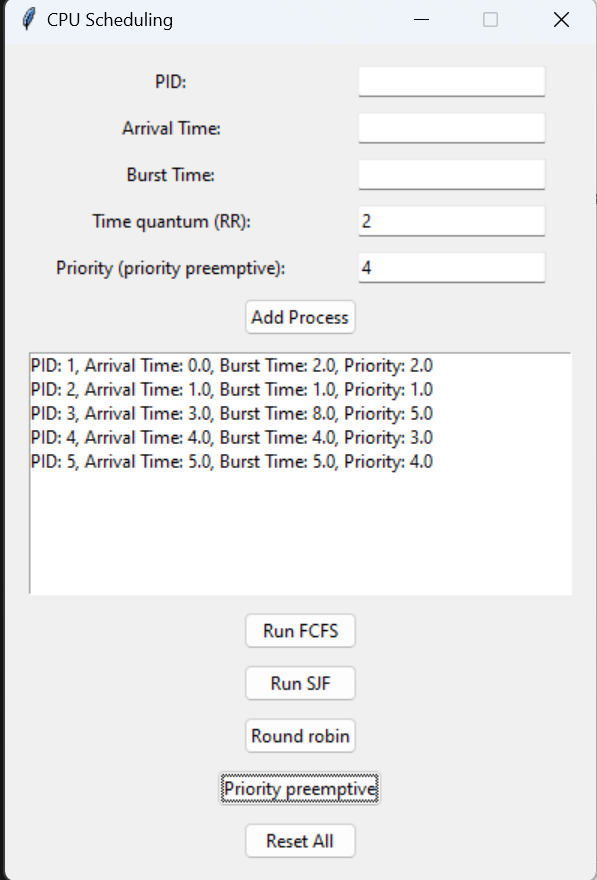 CPU Scheduling
PID:
Arrival Time:
Burst Time:
Time quantum (RR): 2
Priority (priority preemptive): 4
Add Process
PID: 1, Arrival Time: 0.0, Burst Time: 2.0, Priority: 2.0
PID: 2, Arrival Time: 1.0, Burst Time: 1.0, Priority: 1.0
PID: 3, Arrival Time: 3.0, Burst Time: 8.0, Priority: 5.0
PID: 4, Arrival Time: 4.0, Burst Time: 4.0, Priority: 3.0
PID: 5, Arrival Time: 5.0, Burst Time: 5.0, Priority: 4.0
Run FCFS
Run SJF
Round robin
Priority preemptive
Reset All